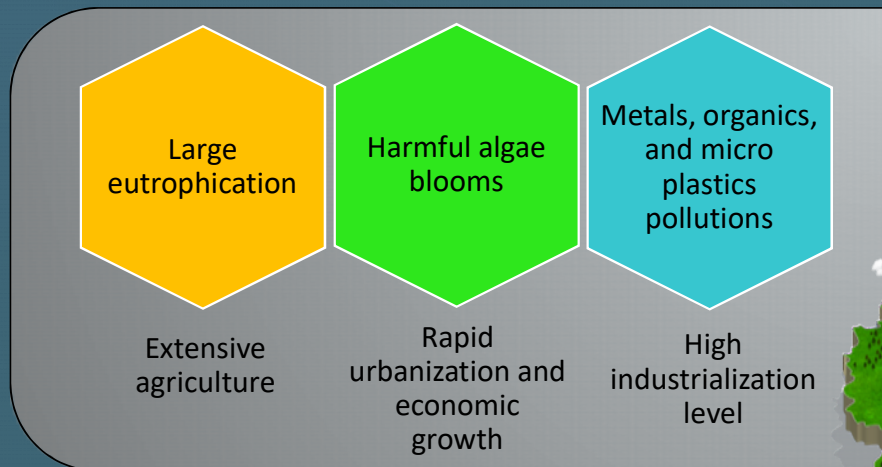 Large
eutrophication
Harmful algae
blooms
Metals, organics,
and micro
plastics
pollutions
Extensive
agriculture
Rapid
urbanization and
economic
growth
High
industrialization
level